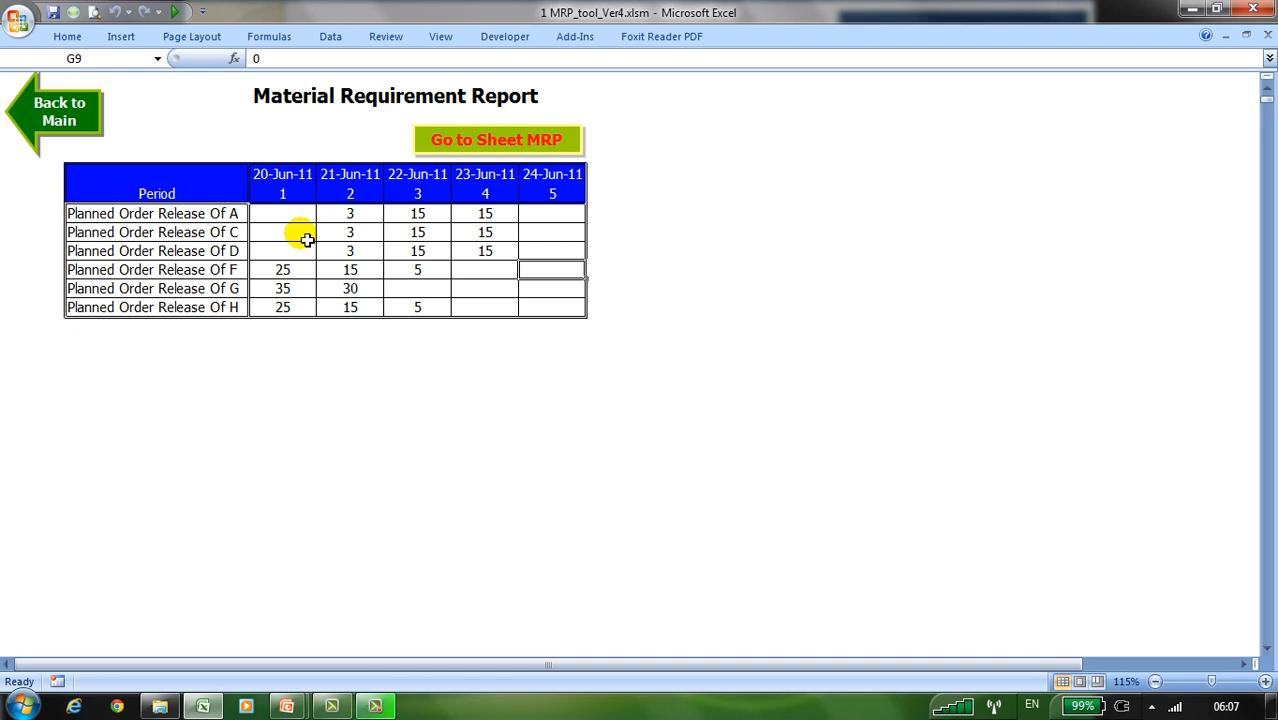 1 MRP_tool_Ver4.xlsm - Microsoft Excel
Home Insert Page Layout Formulas Data Review View Developer Add-Ins Foxit Reader PDF
G9 fx 0
Back to
Main
Material Requirement Report
Go to Sheet MRP
20-Jun-11 21-Jun-11 22-Jun-11 23-Jun-11 24-Jun-11
Period 1 2 3 4 5
Planned Order Release Of A 3 15 15
Planned Order Release Of C 3 15 15
Planned Order Release Of D 3 15 15
Planned Order Release Of F 25 15 5
Planned Order Release Of G 35 30
Planned Order Release Of H 25 15 5
Ready 115%
EN 99% 06:07